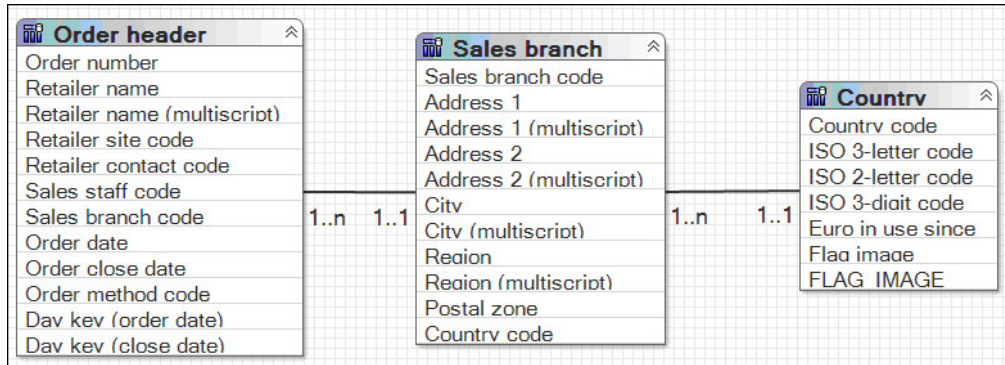 Order header
Order number
Retailer name
Retailer name (multiscript)
Retailer site code
Retailer contact code
Sales staff code
Sales branch code
Order date
Order close date
Order method code
Day key (order date)
Day key (close date)
1..n 1..1
Sales branch
Sales branch code
Address 1
Address 1 (multiscript)
Address 2
Address 2 (multiscript)
City
City (multiscript)
Region
Region (multiscript)
Postal zone
Country code
1..n 1..1
Country
Country code
ISO 3-letter code
ISO 2-letter code
ISO 3-digit code
Euro in use since
Flag image
FLAG_IMAGE